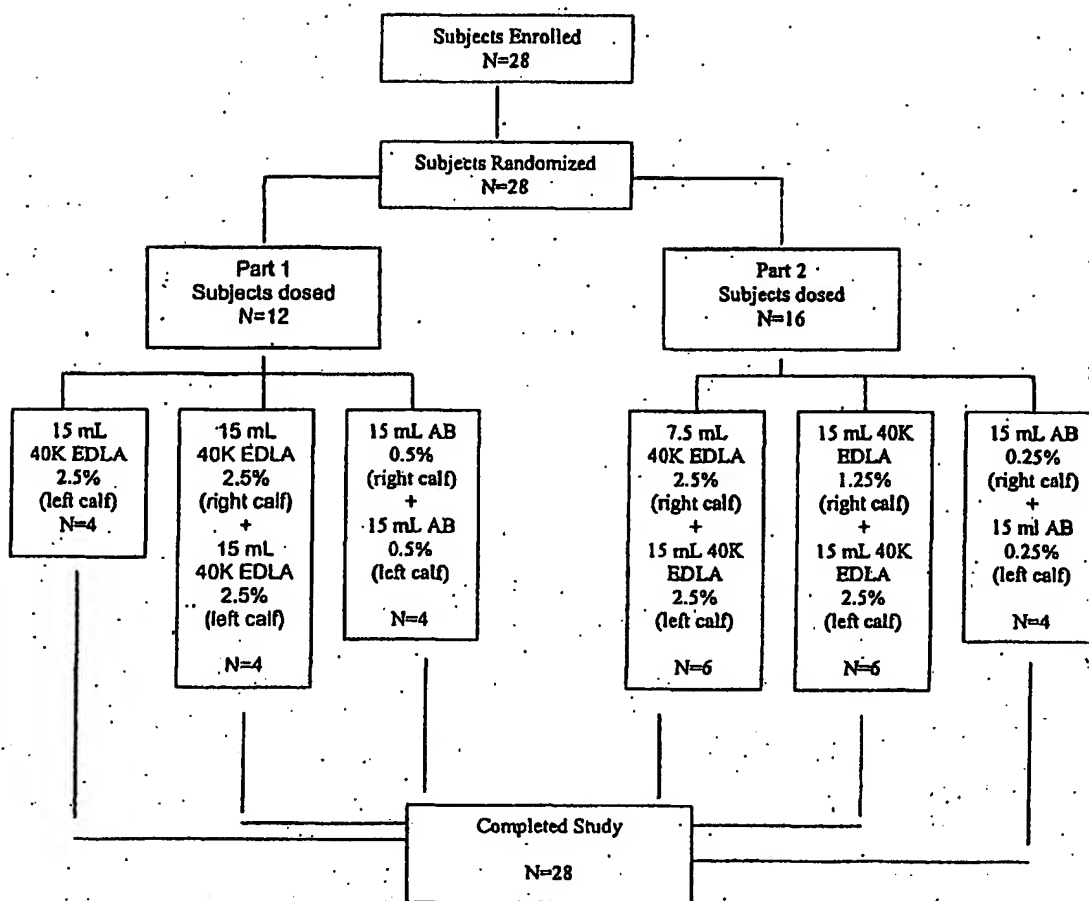 Subjects Enrolled
N=28
Subjects Randomized
N=28
Part 1
Subjects dosed
N=12
Part 2
Subjects dosed
N=16
15 mL
40K EDLA
2.5%
(left calf)
N=4
15 mL
40K EDLA
2.5%
(right calf)
+
15 mL
40K EDLA
2.5%
(left calf)
N=4
15 mL AB
0.5%
(right calf)
+
15 mL AB
0.5%
(left calf)
N=4
7.5 mL
40K EDLA
2.5%
(right calf)
+
15 mL 40K
EDLA
2.5%
(left calf)
N=6
15 mL 40K
EDLA
1.25%
(right calf)
+
15 mL 40K
EDLA
2.5%
(left calf)
N=6
15 mL AB
0.25%
(right calf)
+
15 ml AB
0.25%
(left calf)
N=4
Completed Study
N=28